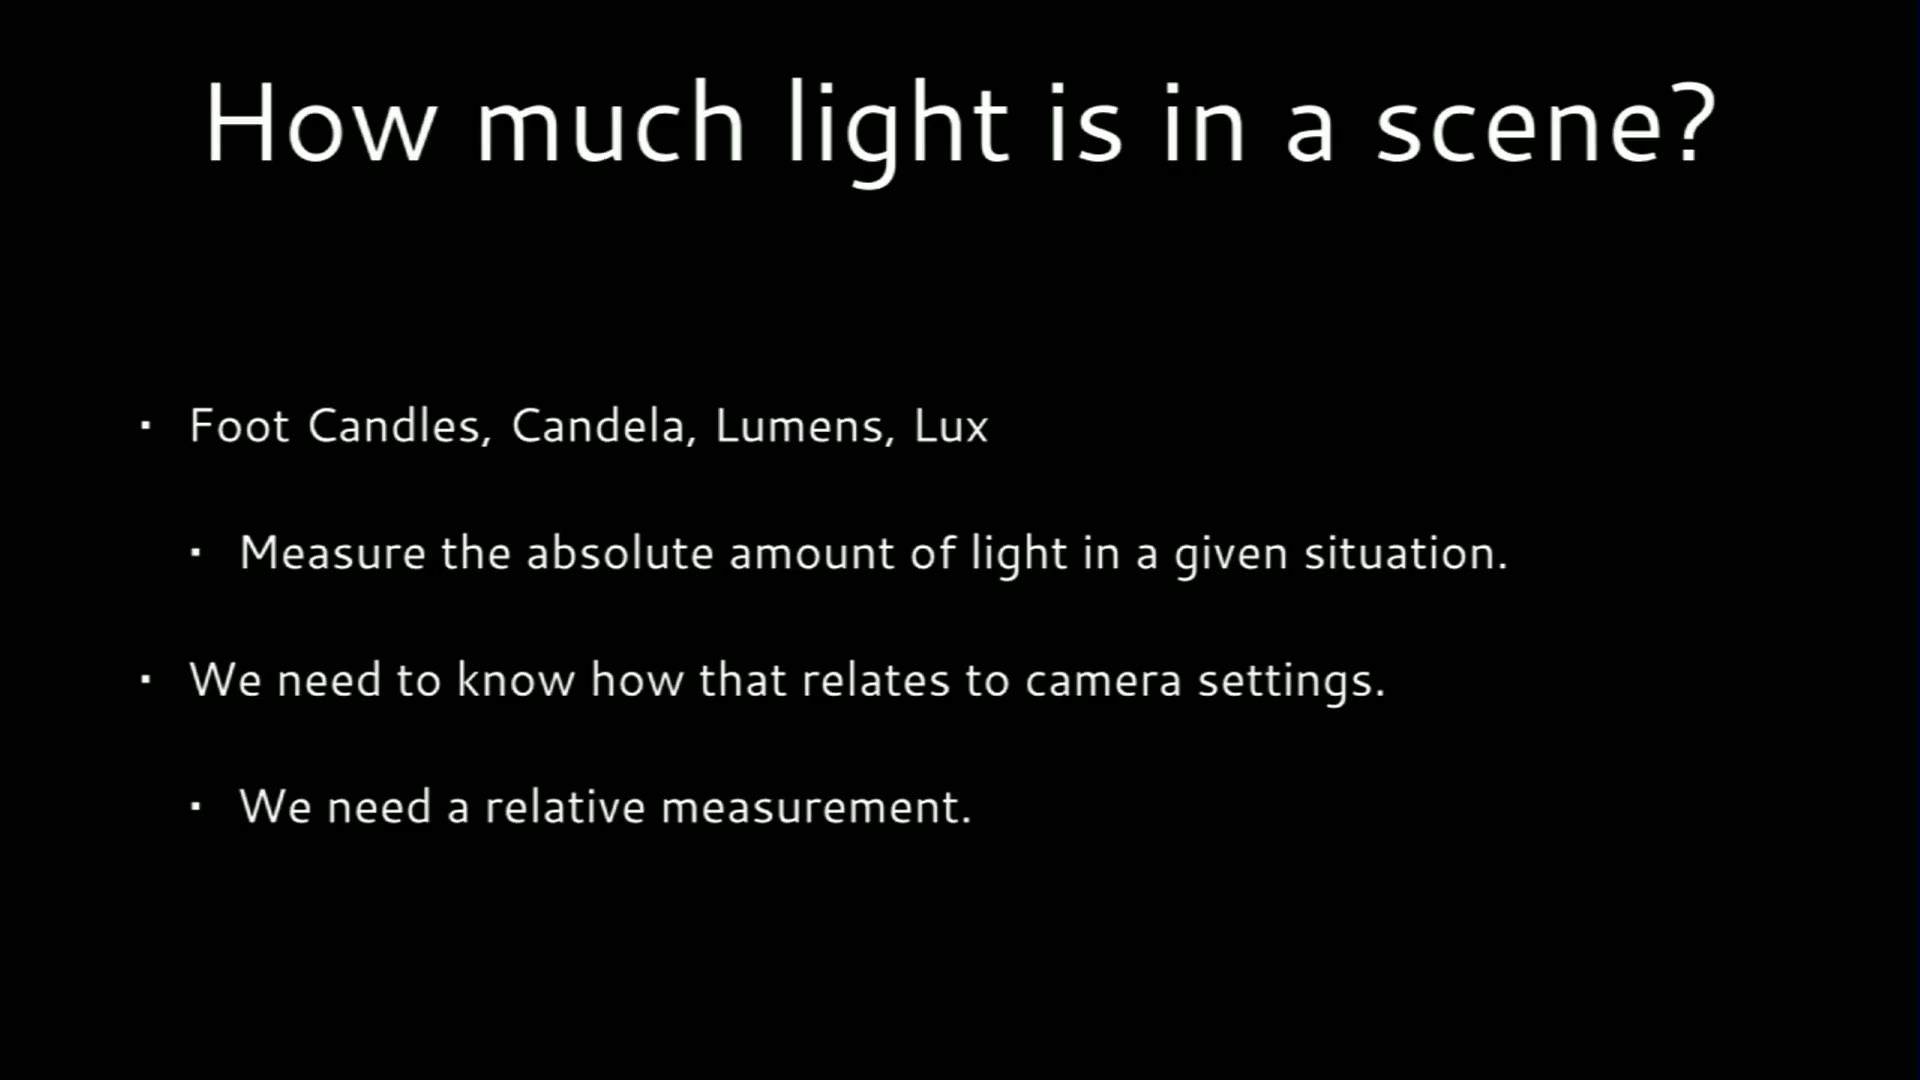 How much light is in a scene?
▪ Foot Candles, Candela, Lumens, Lux
▪ Measure the absolute amount of light in a given situation.
▪ We need to know how that relates to camera settings.
▪ We need a relative measurement.